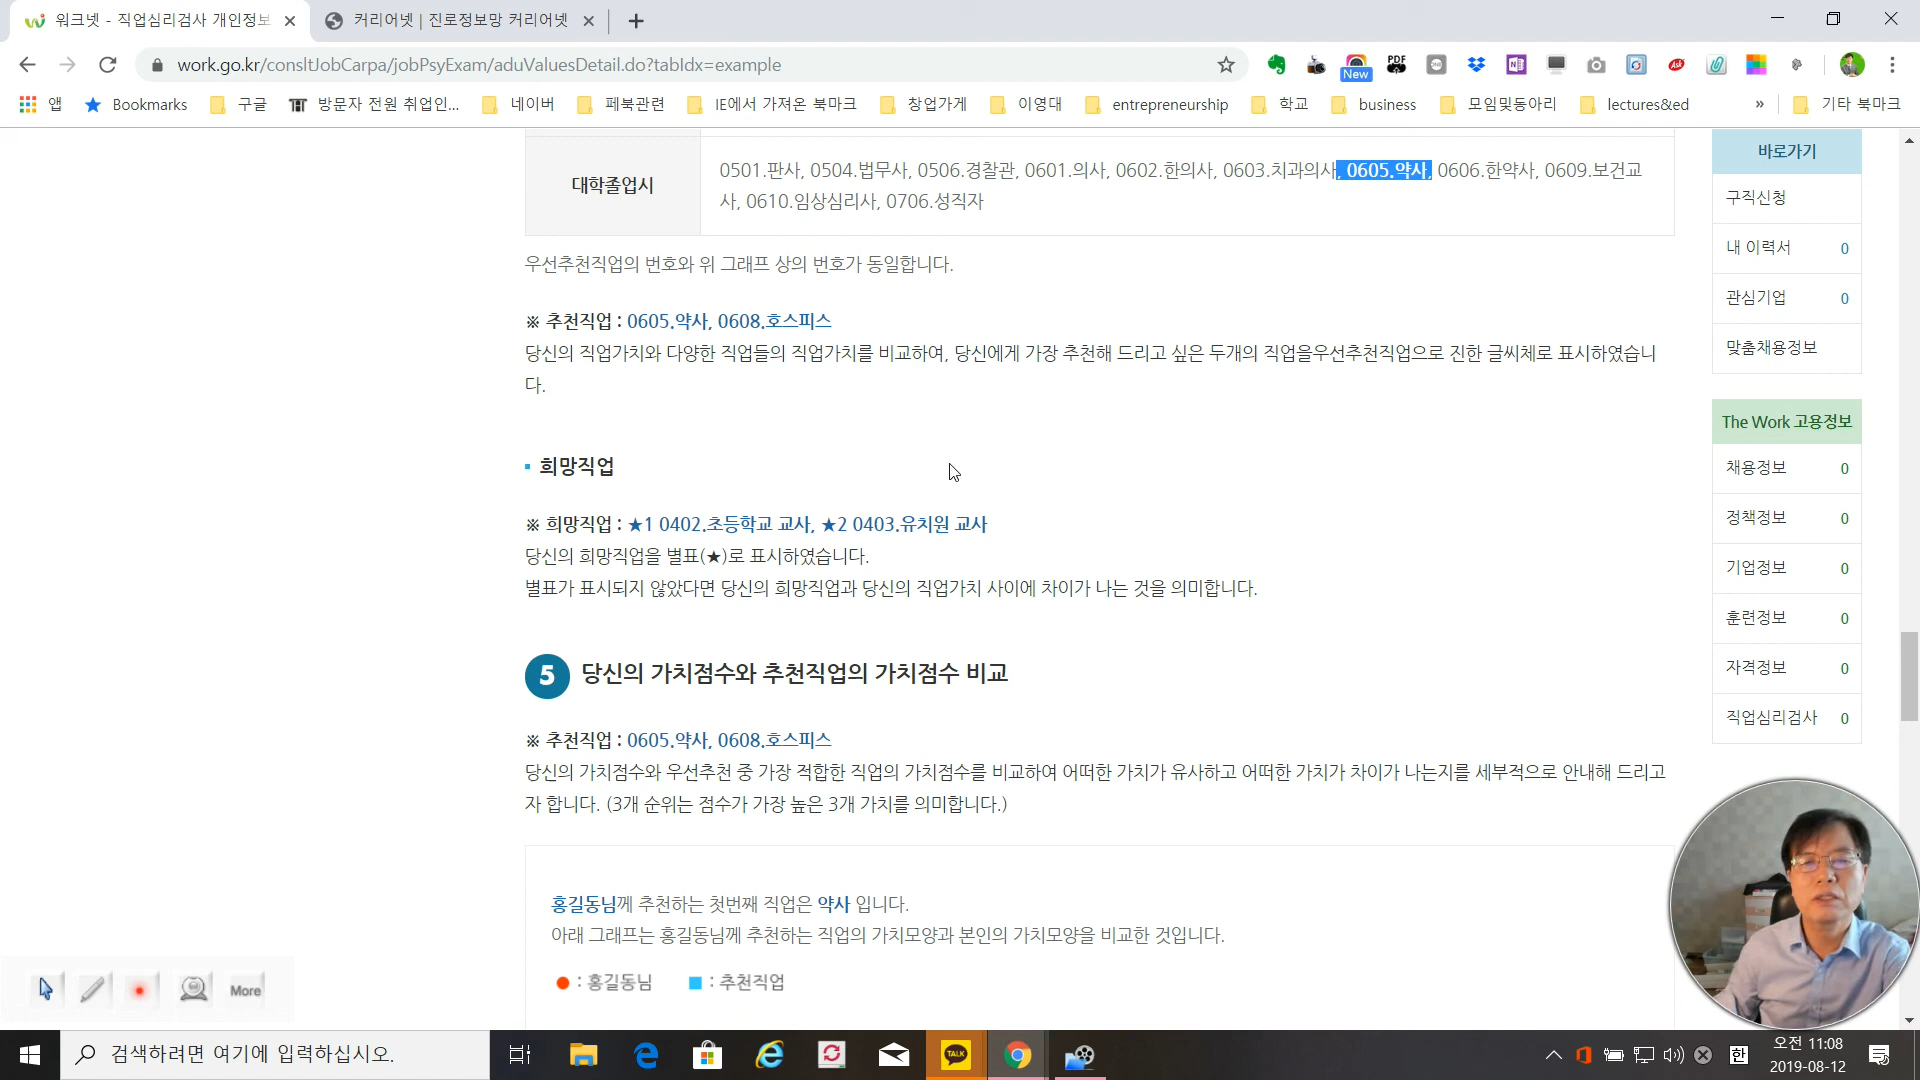 워크넷 - 직업심리검사 개인정보
커리어넷 | 진로정보망 커리어넷
work.go.kr/consltJobCarpa/jobPsyExam/aduValuesDetail.do?tabIdx=example
New
PDF
Ask
앱
Bookmarks
구글
방문자 전원 취업인...
네이버
페북관련
IE에서 가져온 북마크
창업가게
이영대
entrepreneurship
학교
business
모임및동아리
lectures&ed
»
기타 북마크
대학졸업시
0501.판사, 0504.법무사, 0506.경찰관, 0601.의사, 0602.한의사, 0603.치과의사, 0605.약사, 0606.한약사, 0609.보건교
사, 0610.임상심리사, 0706.성직자
우선추천직업의 번호와 위 그래프 상의 번호가 동일합니다.
※ 추천직업 : 0605.약사, 0608.호스피스
당신의 직업가치와 다양한 직업들의 직업가치를 비교하여, 당신에게 가장 추천해 드리고 싶은 두개의 직업을우선추천직업으로 진한 글씨체로 표시하였습니
다.
희망직업
※ 희망직업 : ★1 0402.초등학교 교사, ★2 0403.유치원 교사
당신의 희망직업을 별표(★)로 표시하였습니다.
별표가 표시되지 않았다면 당신의 희망직업과 당신의 직업가치 사이에 차이가 나는 것을 의미합니다.
5 당신의 가치점수와 추천직업의 가치점수 비교
※ 추천직업 : 0605.약사, 0608.호스피스
당신의 가치점수와 우선추천 중 가장 적합한 직업의 가치점수를 비교하여 어떠한 가치가 유사하고 어떠한 가치가 차이가 나는지를 세부적으로 안내해 드리고
자 합니다. (3개 순위는 점수가 가장 높은 3개 가치를 의미합니다.)
홍길동님께 추천하는 첫번째 직업은 약사 입니다.
아래 그래프는 홍길동님께 추천하는 직업의 가치모양과 본인의 가치모양을 비교한 것입니다.
: 홍길동님 : 추천직업
바로가기
구직신청
내 이력서 0
관심기업 0
맞춤채용정보
The Work 고용정보
채용정보 0
정책정보 0
기업정보 0
훈련정보 0
자격정보 0
직업심리검사 0
More
검색하려면 여기에 입력하십시오.
TALK
한
오전 11:08
2019-08-12